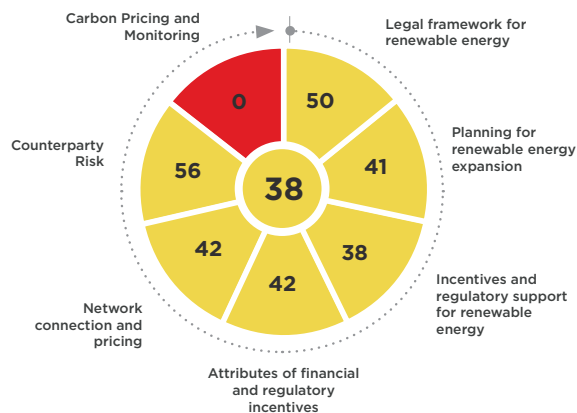 Carbon Pricing and
Monitoring
Legal framework for
renewable energy
0
50
Counterparty
Risk
56
41
Planning for
renewable energy
expansion
38
42
38
42
Network
connection and
pricing
Incentives and
regulatory support
for renewable
energy
Attributes of financial
and regulatory
incentives